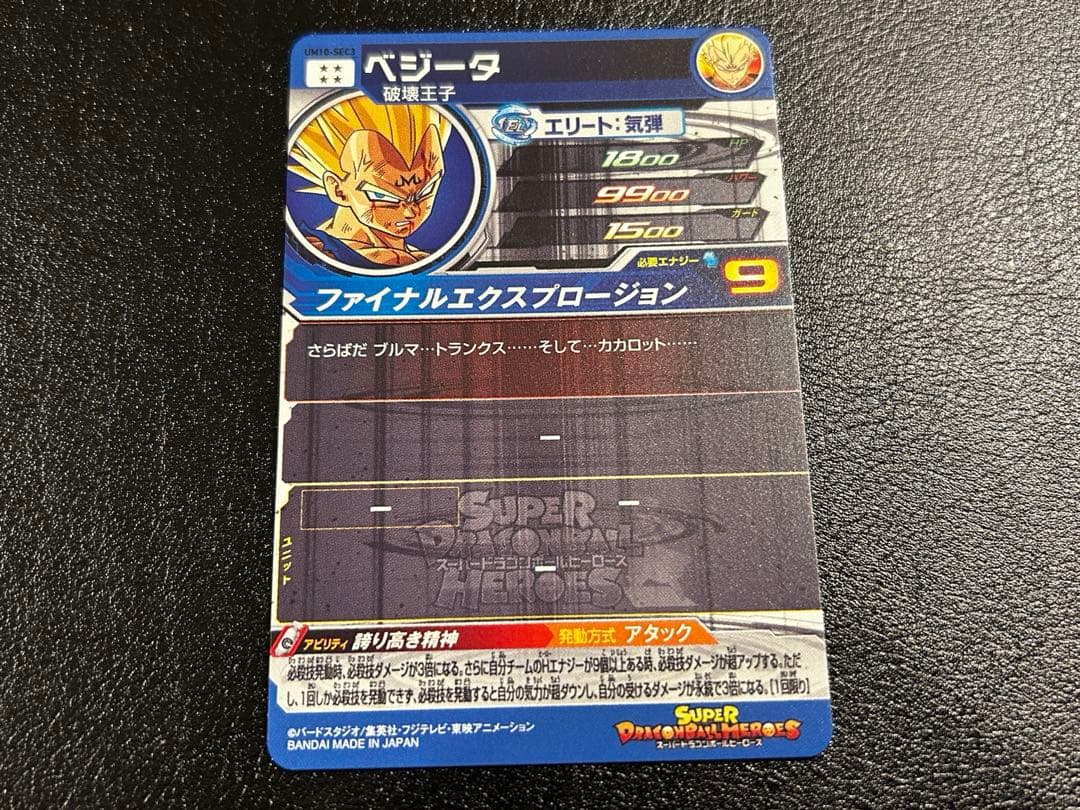 UM10-SEC3
ベジータ
破壊王子
エリート:気弾
HP
1800
パワー
9900
ガード
1500
必要エナジー
9
ファイナルエクスプロージョン
さらばだ ブルマ…トランクス……そして…カカロット……
ー
ー
ー
ユニット
SUPER
DRAGONBALL
スーパードラゴンボールヒーローズ
HEROES
ー
アビリティ 誇り高き精神
発動方式 アタック
必殺技発動時、必殺技ダメージが3倍になる。さらに自分チームのHエナジーが9個以上ある時、必殺技ダメージが超アップする。ただ
し、1回しか必殺技を発動できず、必殺技を発動すると自分の気力が超ダウンし、自分の受けるダメージが永続で3倍になる。[1回限り]
©バードスタジオ/集英社・フジテレビ・東映アニメーション
BANDAI MADE IN JAPAN
SUPER
DRAGONBALL HEROES
スーパードラゴンボールヒーローズ